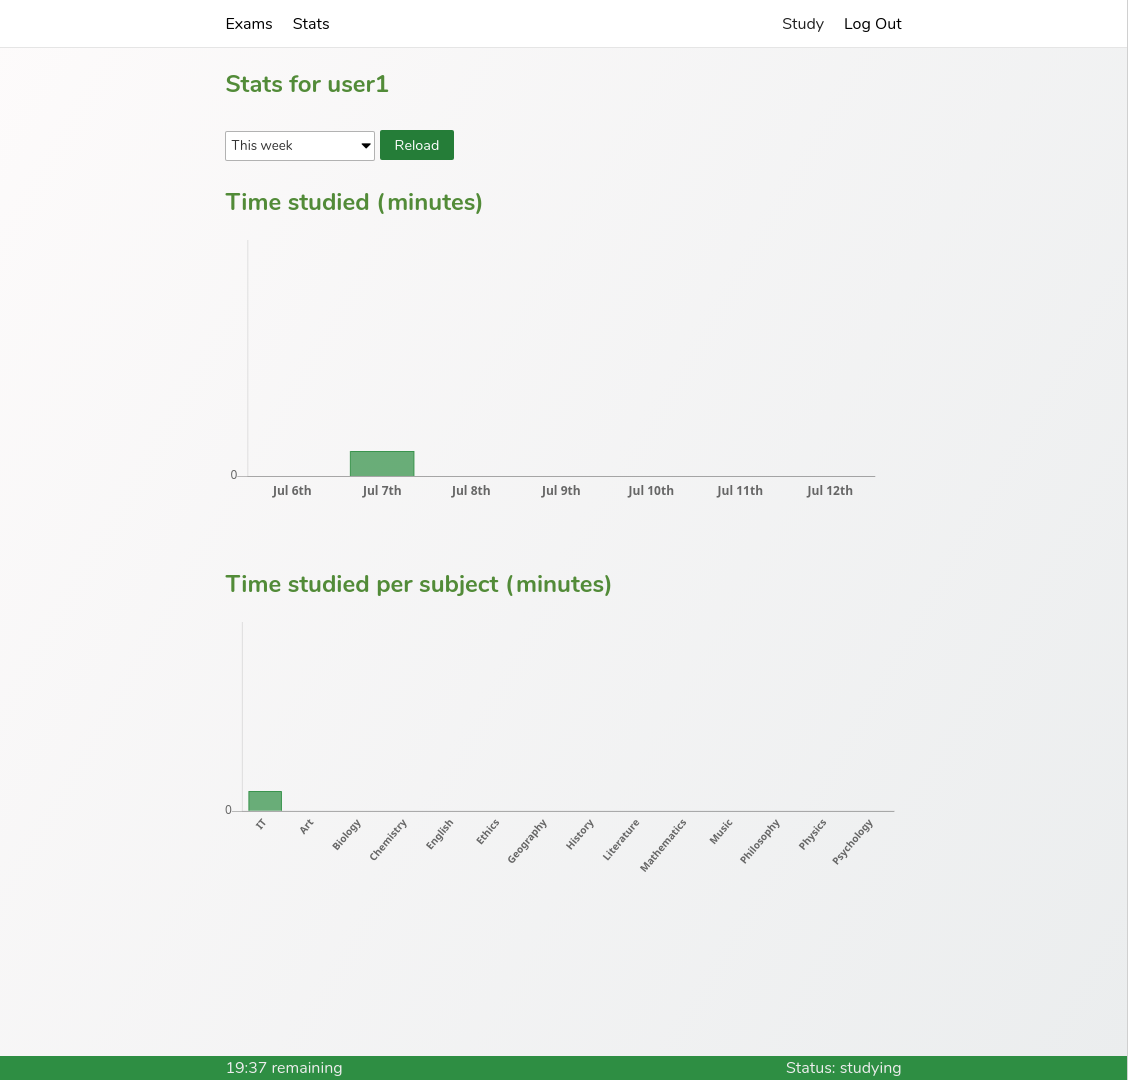 Exams Stats Study Log Out
Stats for user1
This week Reload
Time studied (minutes)
0
Jul 6th Jul 7th Jul 8th Jul 9th Jul 10th Jul 11th Jul 12th
Time studied per subject (minutes)
0
IT Art Biology Chemistry English Ethics Geography History Literature Mathematics Music Philosophy Physics Psychology
19:37 remaining Status: studying